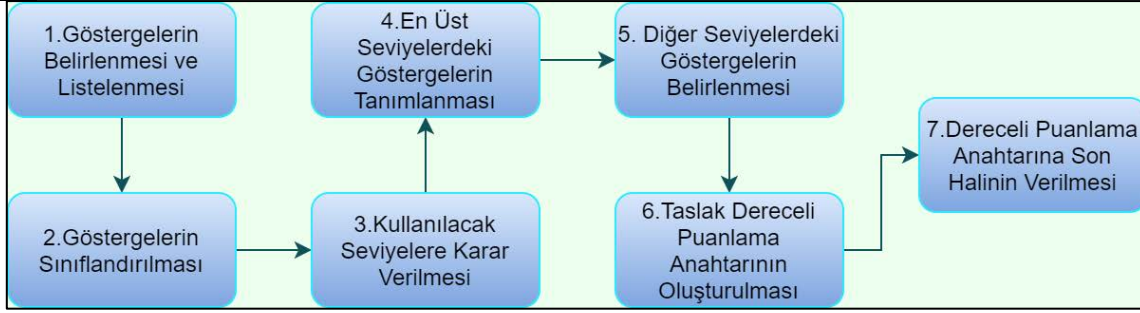 1.Göstergelerin
Belirlenmesi ve
Listelenmesi
2.Göstergelerin
Sınıflandırılması
3.Kullanılacak
Seviyelere Karar
Verilmesi
4.En Üst
Seviyelerdeki
Göstergelerin
Tanımlanması
5. Diğer Seviyelerdeki
Göstergelerin
Belirlenmesi
6.Taslak Dereceli
Puanlama
Anahtarının
Oluşturulması
7.Dereceli Puanlama
Anahtarına Son
Halinin Verilmesi